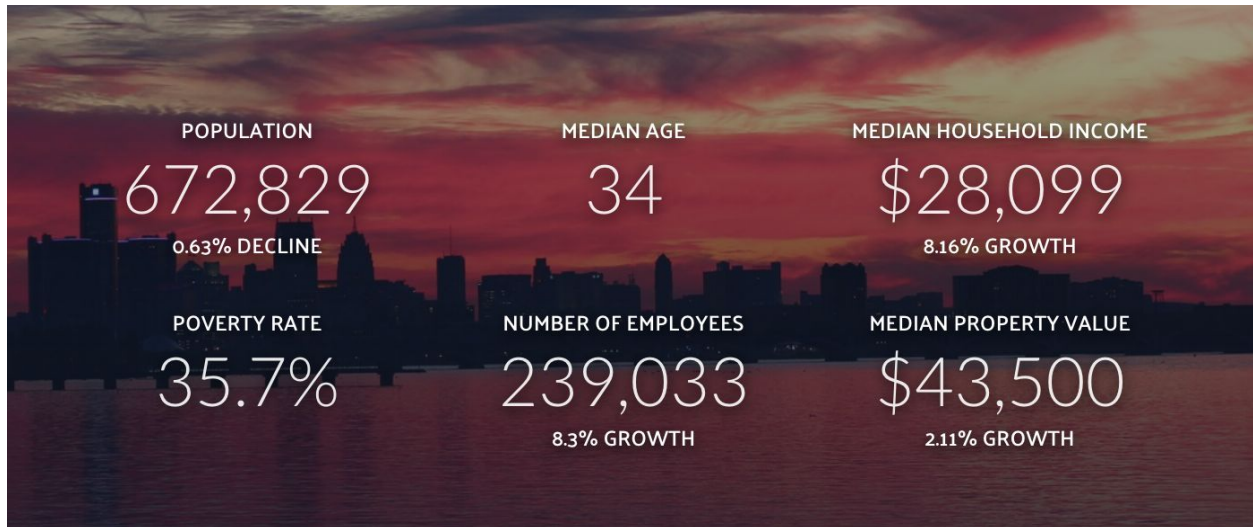 POPULATION
672,829
0.63% DECLINE
MEDIAN AGE
34
MEDIAN HOUSEHOLD INCOME
$28,099
8.16% GROWTH
POVERTY RATE
35.7%
NUMBER OF EMPLOYEES
239,033
8.3% GROWTH
MEDIAN PROPERTY VALUE
$43,500
2.11% GROWTH